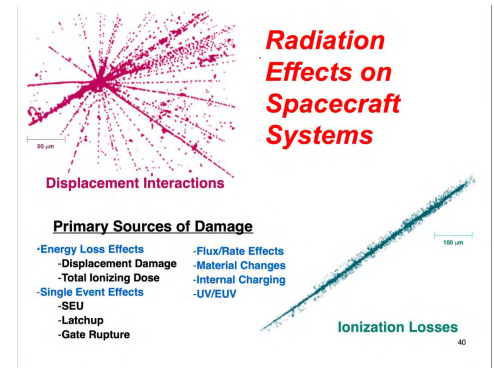 Radiation
Effects on
Spacecraft
Systems
50 μm
Displacement Interactions
Primary Sources of Damage
•Energy Loss Effects
-Displacement Damage
-Total Ionizing Dose
-Single Event Effects
-SEU
-Latchup
-Gate Rupture
-Flux/Rate Effects
-Material Changes
-Internal Charging
-UV/EUV
100 μm
Ionization Losses
40